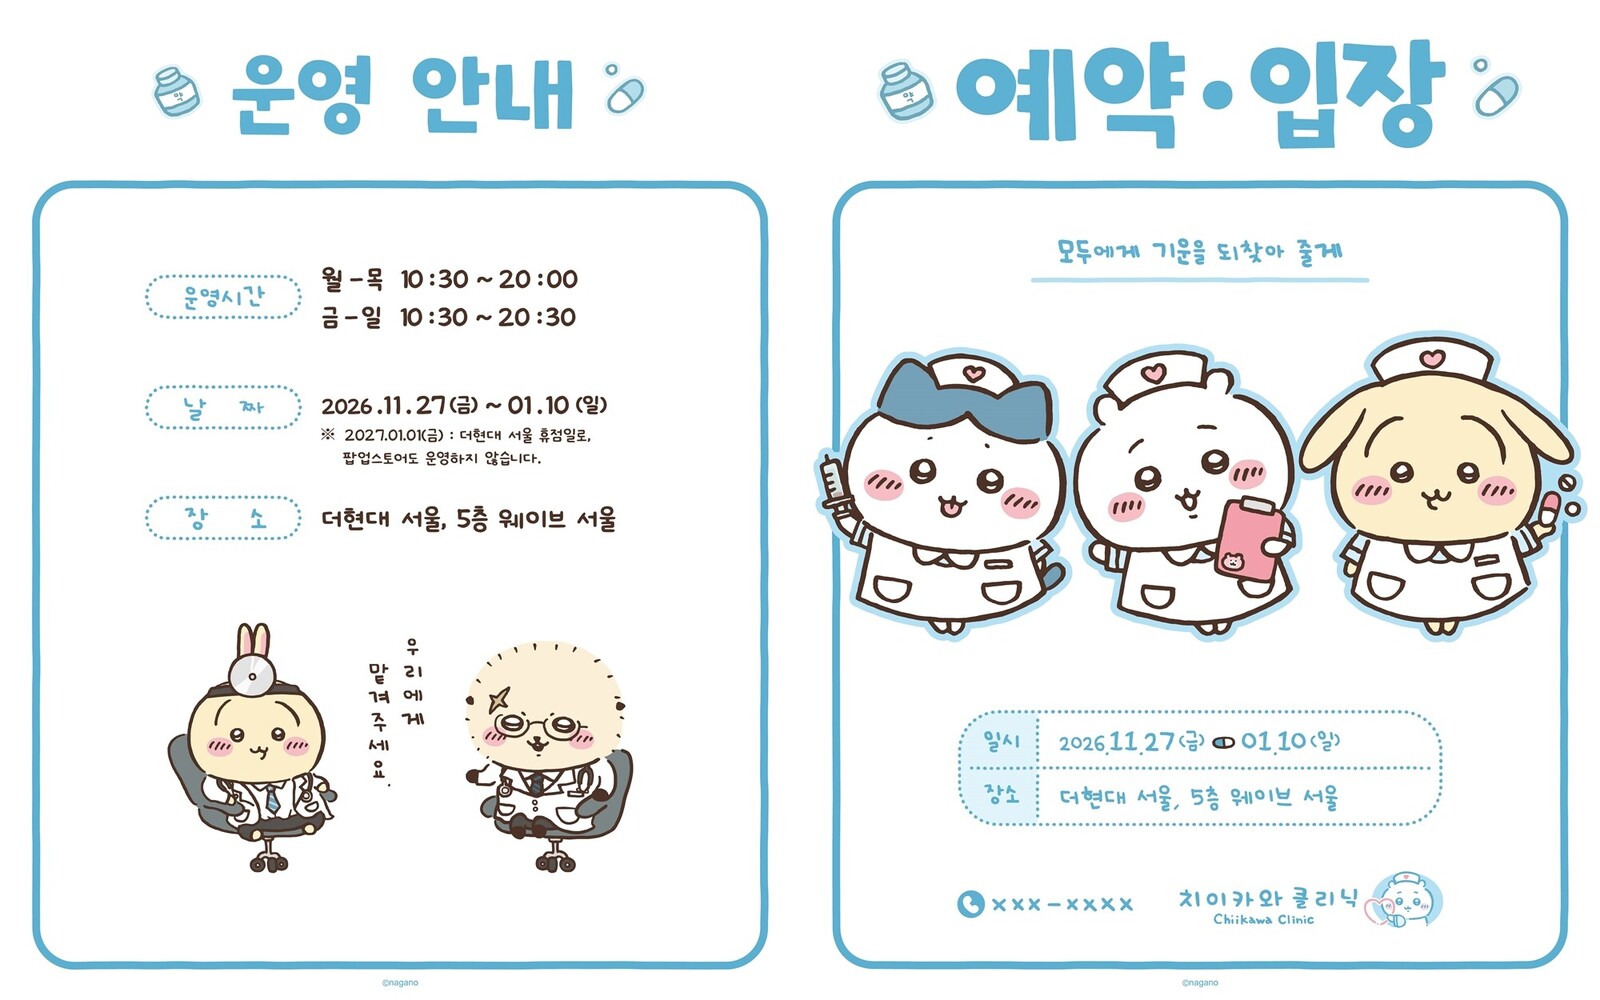 운영 안내
약
운영시간
월-목 10:30 ~ 20:00
금-일 10:30 ~ 20:30
날 짜
2026.11.27(금) ~ 01.10 (일)
※ 2027.01.01(금) : 더현대 서울 휴점일로,
팝업스토어도 운영하지 않습니다.
장 소
더현대 서울, 5층 웨이브 서울
우리에게
맡겨주세요.
©nagano
예약·입장
약
모두에게 기운을 되찾아 줄게
일시
2026.11.27(금) 01.10(일)
장소
더현대 서울, 5층 웨이브 서울
xxx-xxxx
치이카와 클리닉
Chiikawa Clinic
©nagano